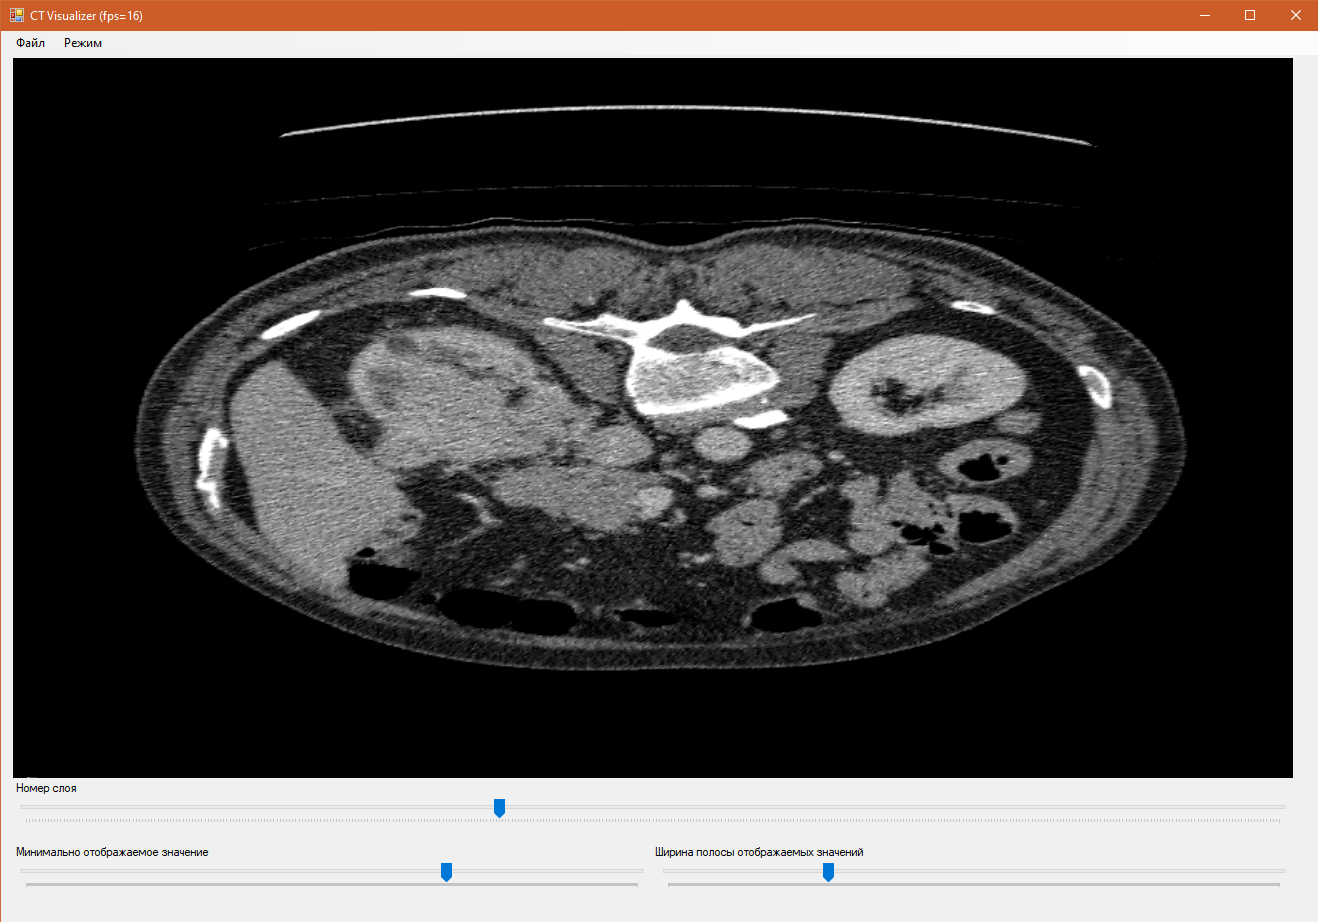 CT Visualizer (fps=16)
Файл Режим
Номер слоя
Минимально отображаемое значение
Ширина полосы отображаемых значений